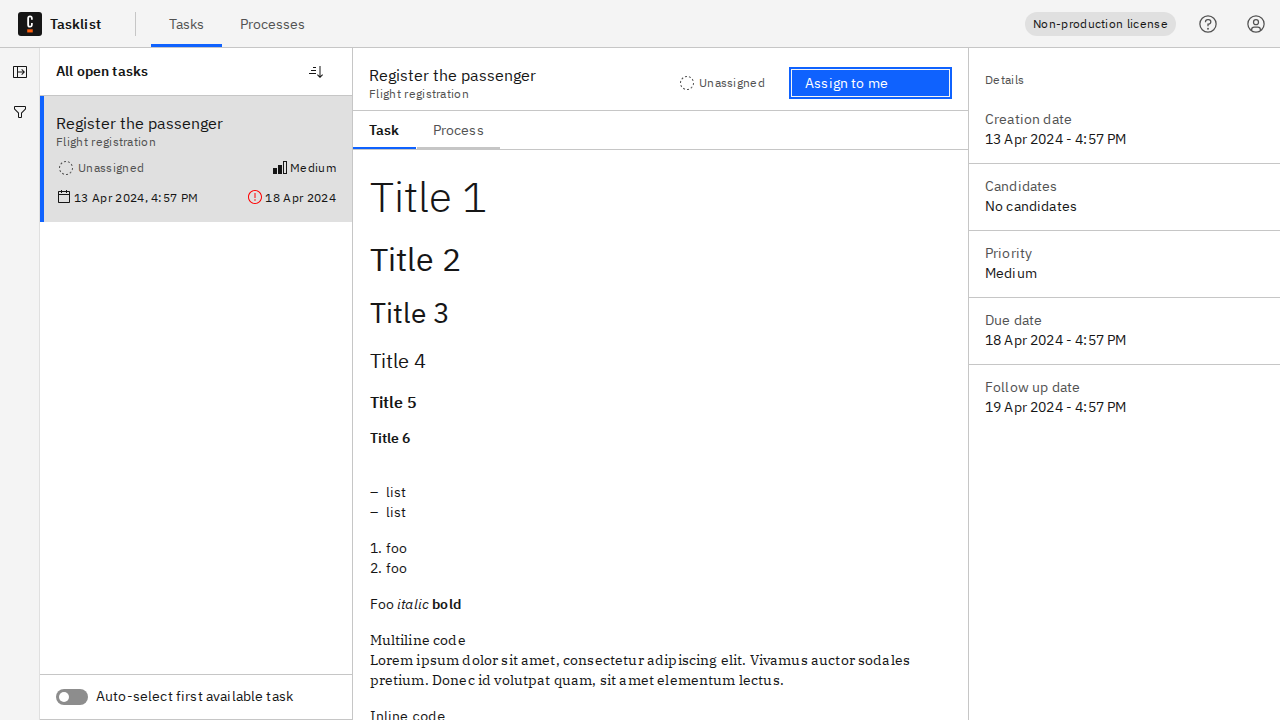 Tasklist
Tasks
Processes
Non-production license
All open tasks
Register the passenger
Flight registration
Unassigned
Medium
13 Apr 2024, 4:57 PM
18 Apr 2024
Auto-select first available task
Register the passenger
Flight registration
Unassigned
Assign to me
Task
Process
Title 1
Title 2
Title 3
Title 4
Title 5
Title 6
– list
– list
1. foo
2. foo
Foo italic bold
Multiline code
Lorem ipsum dolor sit amet, consectetur adipiscing elit. Vivamus auctor sodales
pretium. Donec id volutpat quam, sit amet elementum lectus.
Inline code
Details
Creation date
13 Apr 2024 - 4:57 PM
Candidates
No candidates
Priority
Medium
Due date
18 Apr 2024 - 4:57 PM
Follow up date
19 Apr 2024 - 4:57 PM